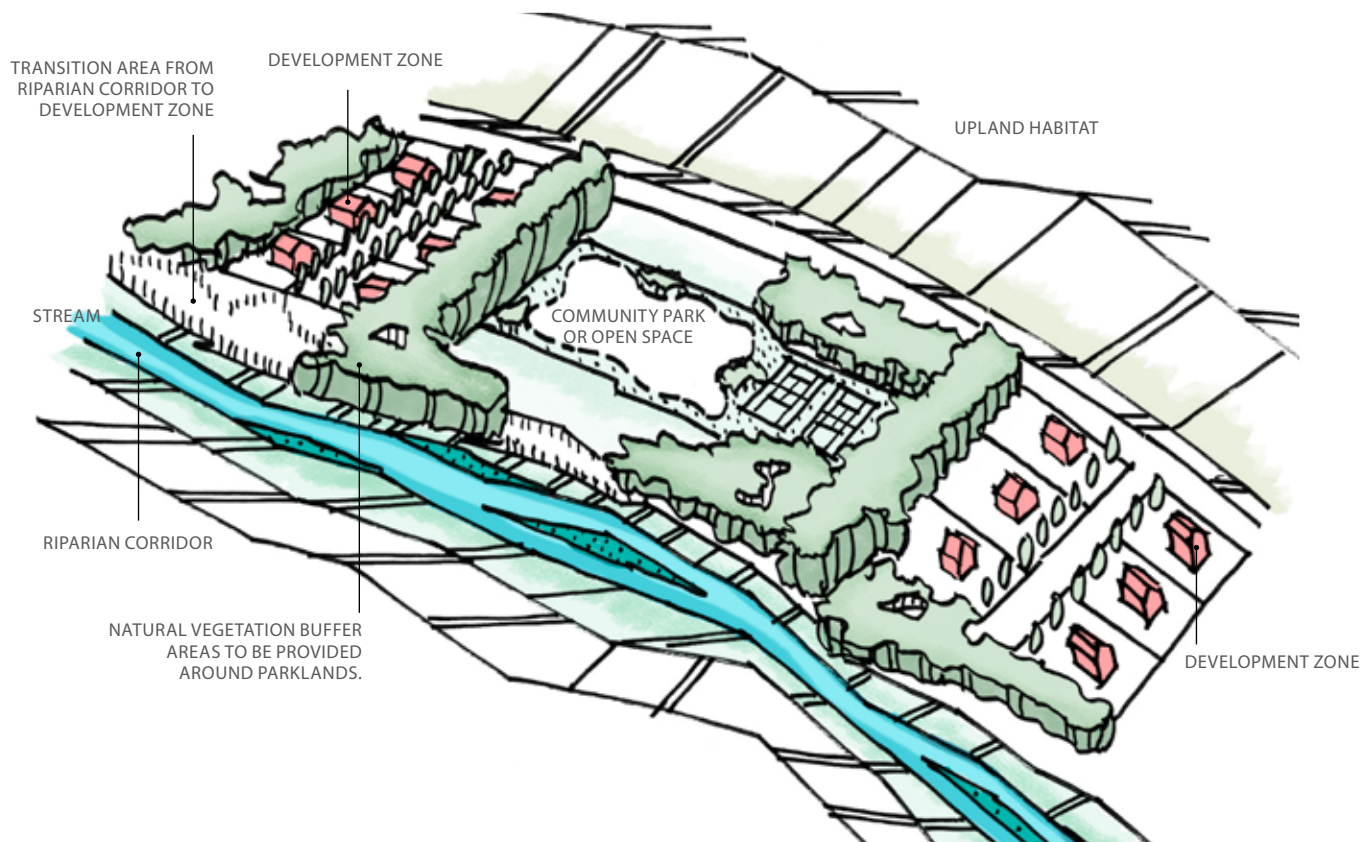 TRANSITION AREA FROM
RIPARIAN CORRIDOR TO
DEVELOPMENT ZONE
DEVELOPMENT ZONE
UPLAND HABITAT
STREAM
COMMUNITY PARK
OR OPEN SPACE
RIPARIAN CORRIDOR
NATURAL VEGETATION BUFFER
AREAS TO BE PROVIDED
AROUND PARKLANDS.
DEVELOPMENT ZONE